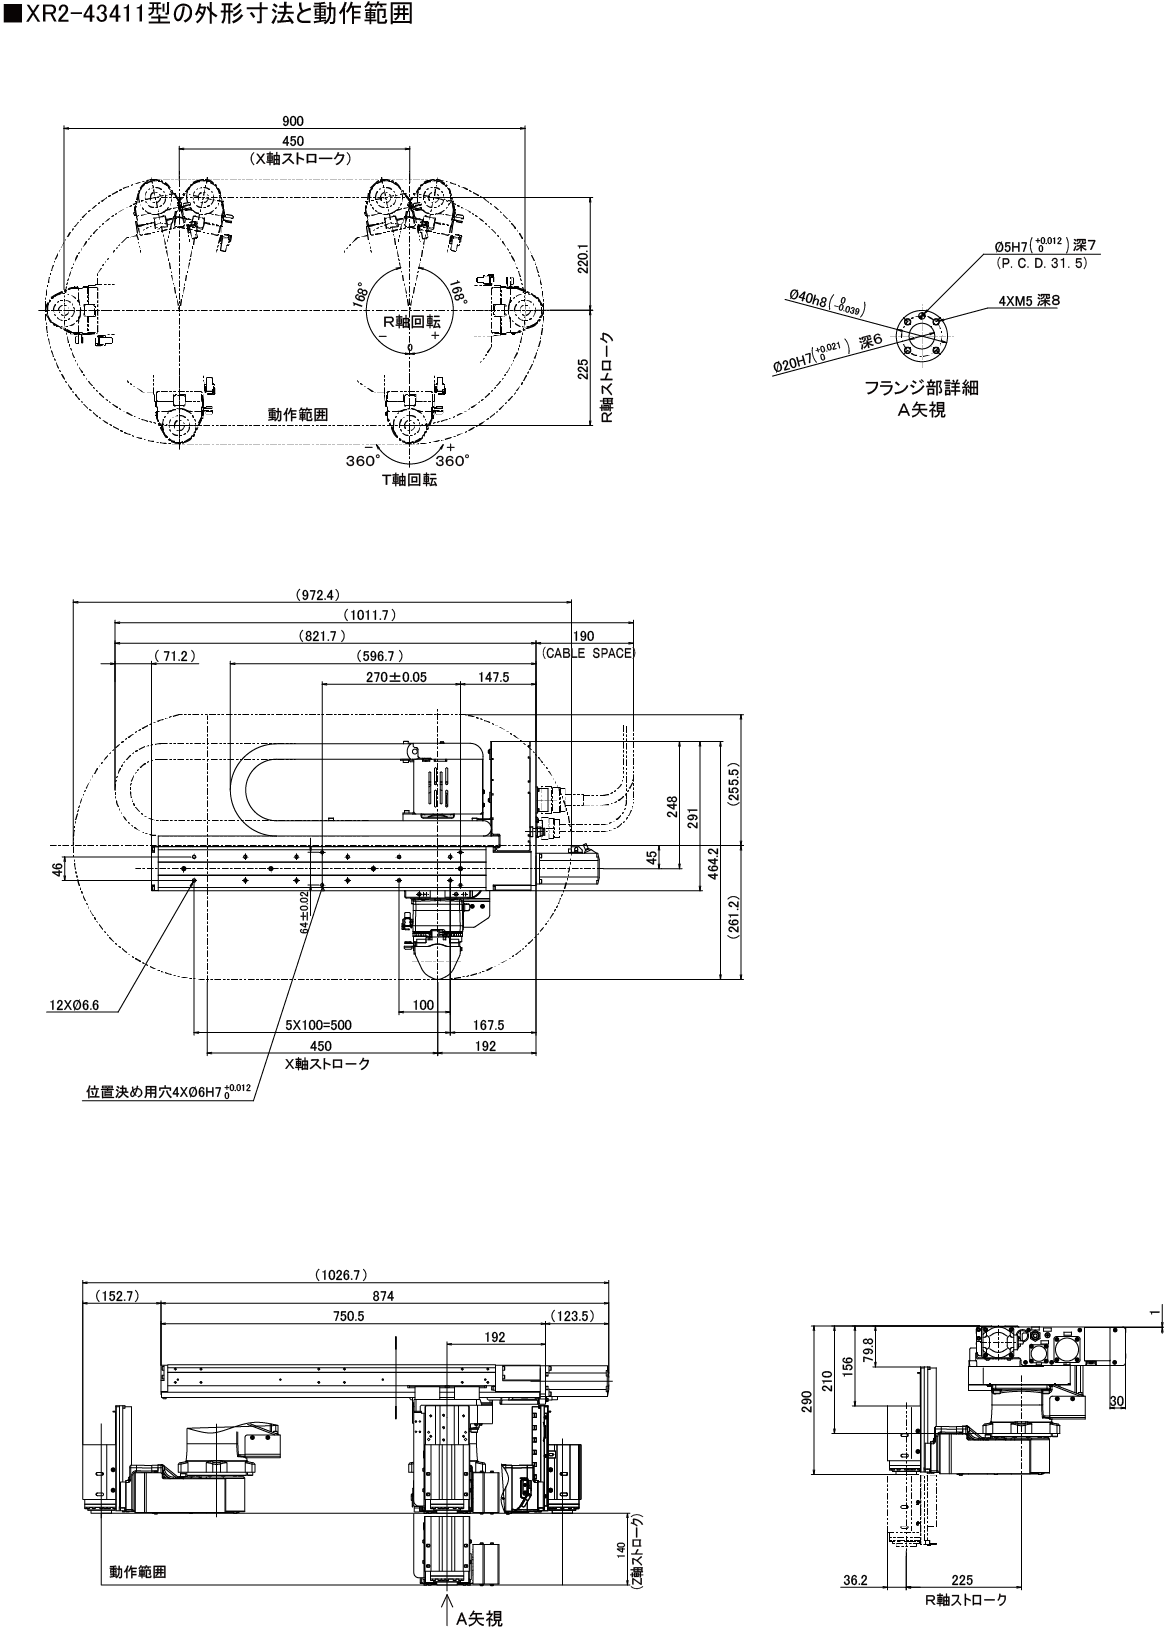 ■XR2-43411型の外形寸法と動作範囲
900
450
(X軸ストローク)
220.1
225
R軸ストローク
168°
168°
R軸回転
− +
0
動作範囲
− +
360° 360°
T軸回転
Ø5H7(+0.012 0)深7
(P.C.D.31.5)
Ø40h8(0 -0.039)
4XM5 深8
Ø20H7(+0.021 0)深6
フランジ部詳細
A矢視
(972.4)
(1011.7)
(821.7)
190
(CABLE SPACE)
(71.2)
(596.7)
270±0.05
147.5
(255.5)
248
291
45
464.2
(261.2)
46
64±0.02
12XØ6.6
100
5X100=500
167.5
450
192
X軸ストローク
位置決め用穴4XØ6H7 +0.012 0
(1026.7)
(152.7)
874
750.5
(123.5)
192
140
(Z軸ストローク)
動作範囲
A矢視
1
79.8
156
210
290
30
36.2
225
R軸ストローク